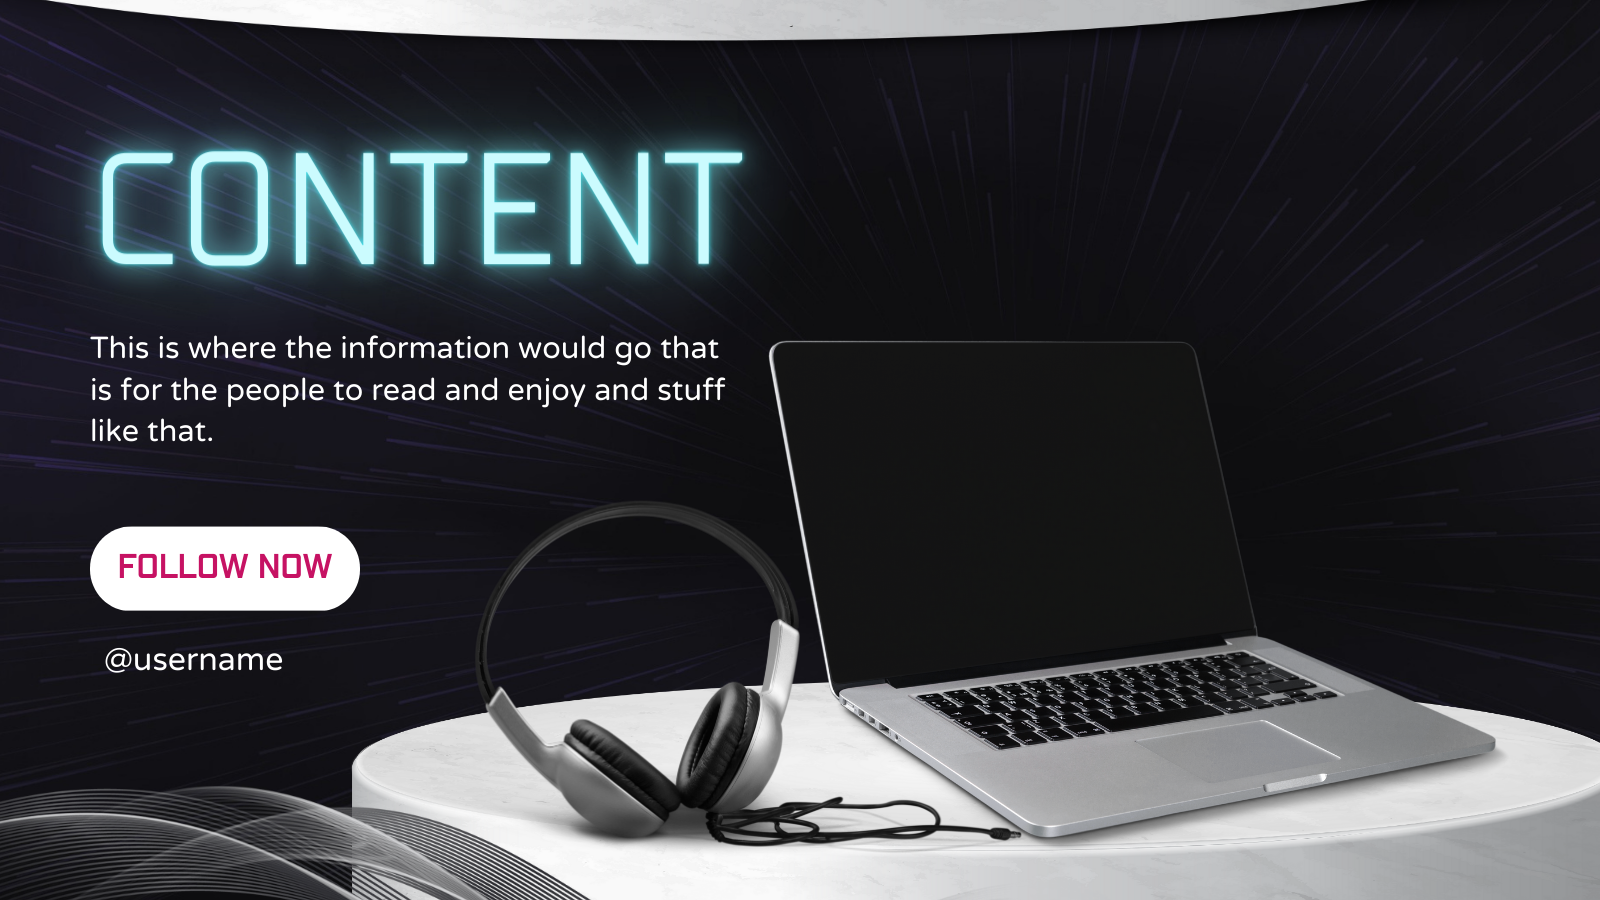 CONTENT
This is where the information would go that
is for the people to read and enjoy and stuff
like that.
FOLLOW NOW
@username